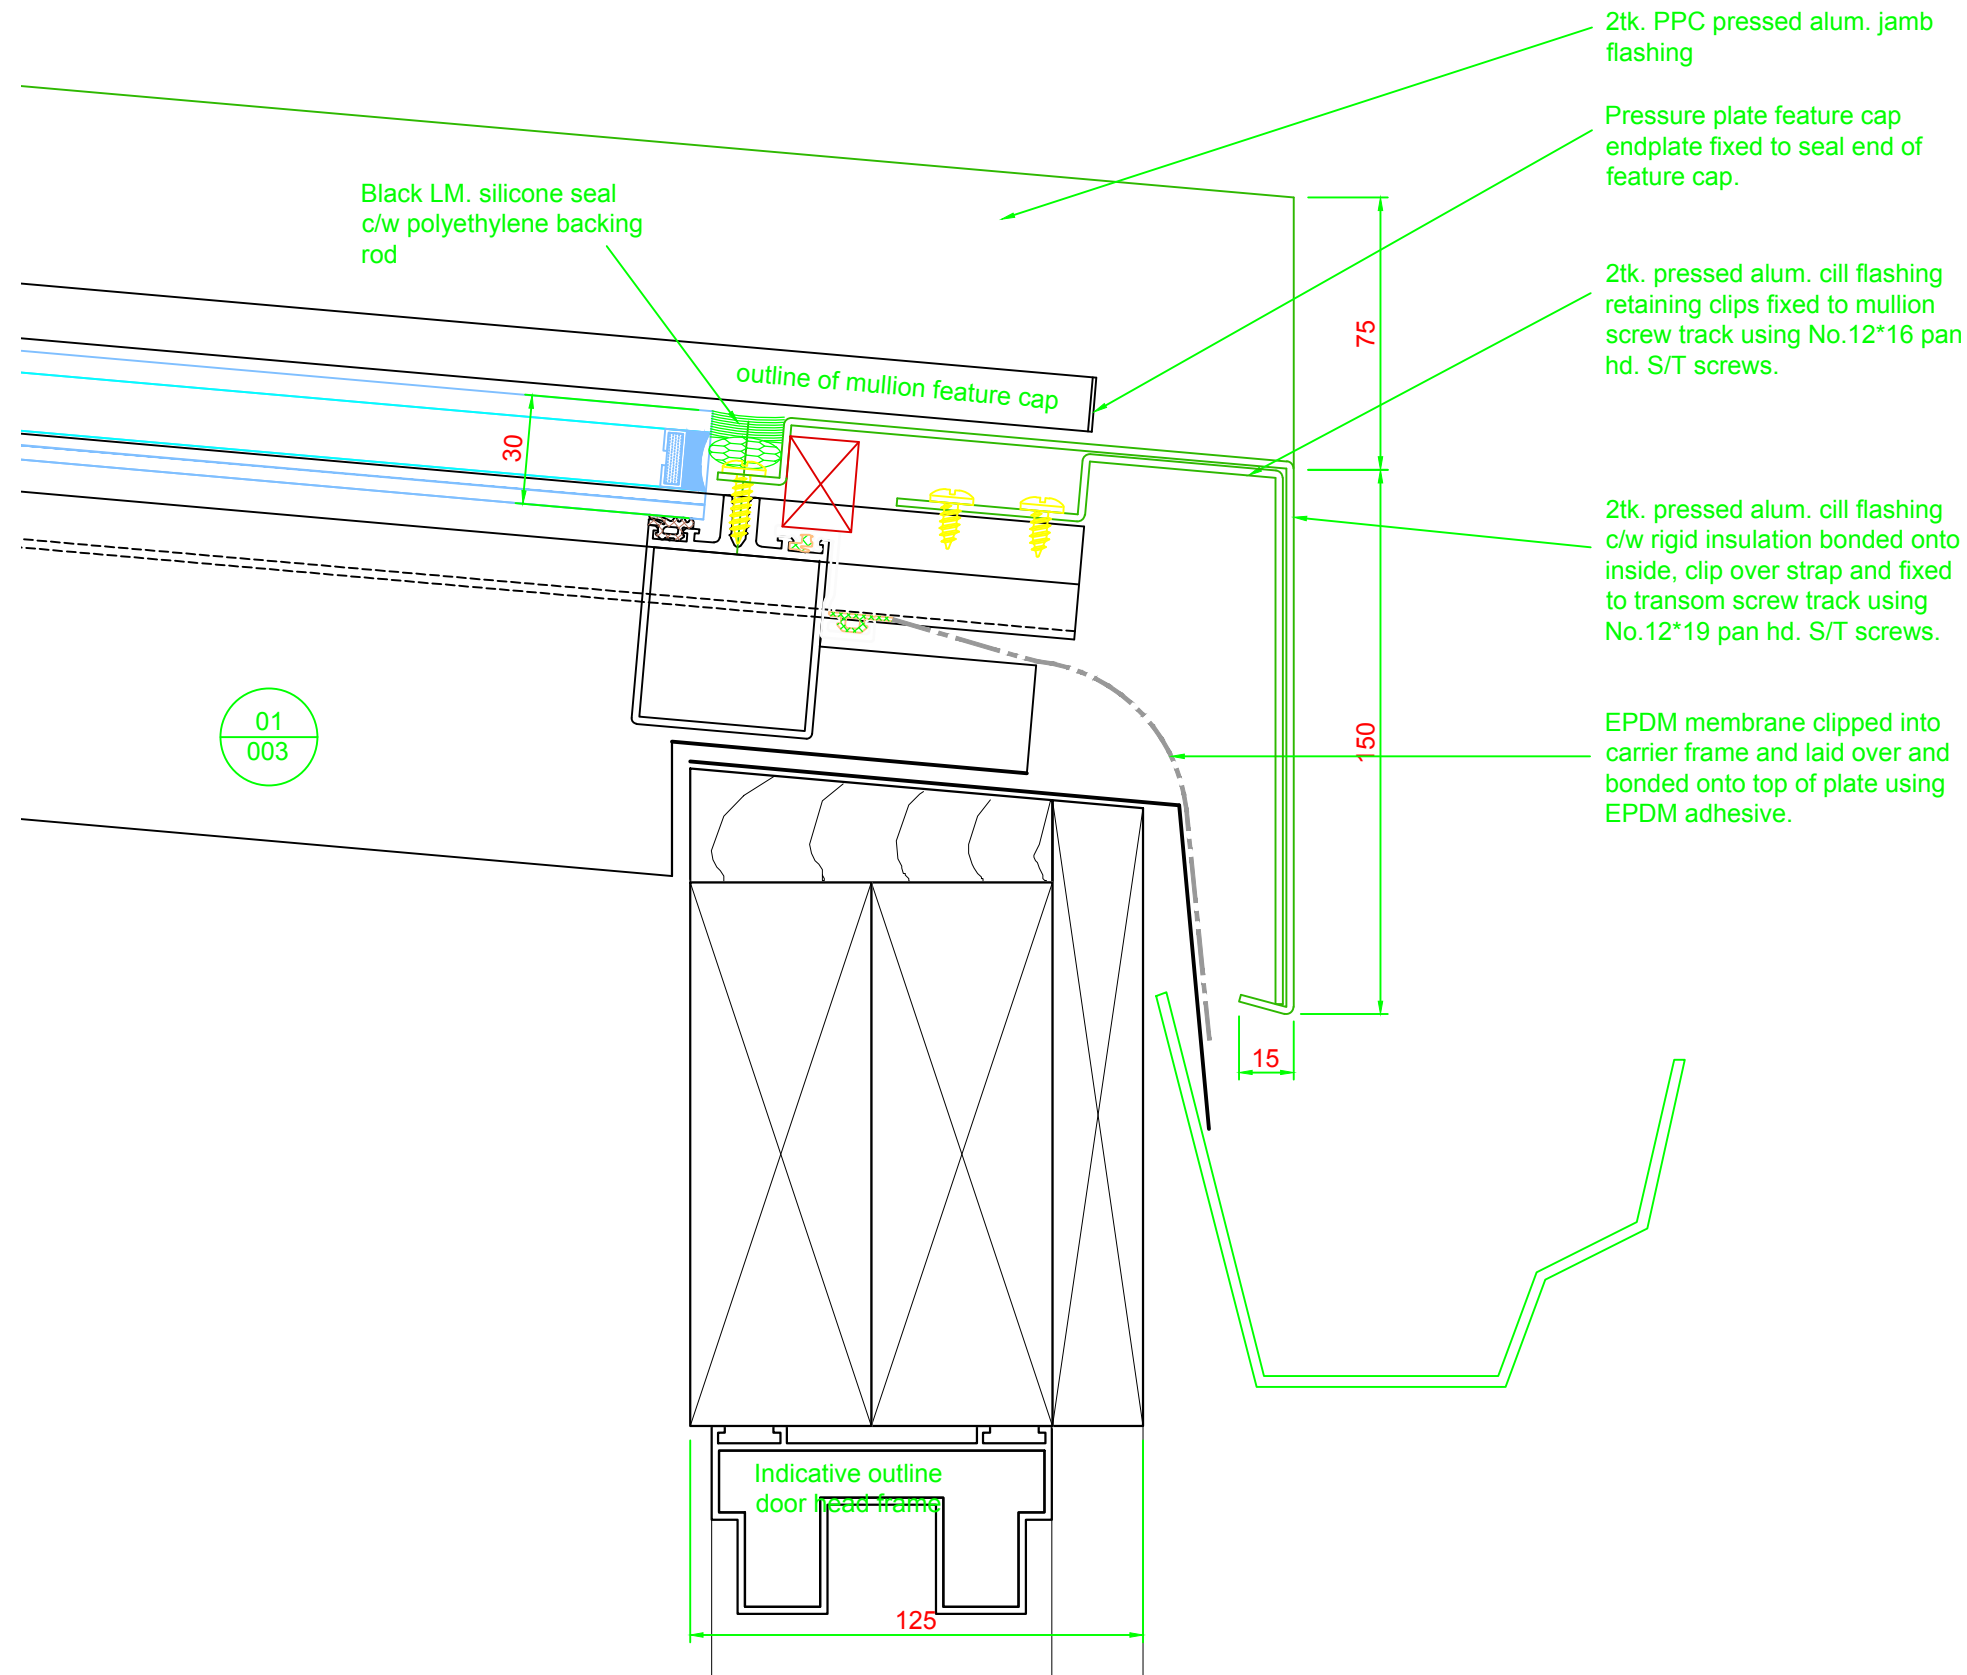 2tk. PPC pressed alum. jamb
flashing
Pressure plate feature cap
endplate fixed to seal end of
feature cap.
Black LM. silicone seal
c/w polyethylene backing
rod
2tk. pressed alum. cill flashing
retaining clips fixed to mullion
screw track using No.12*16 pan
hd. S/T screws.
75
outline of mullion feature cap
30
2tk. pressed alum. cill flashing
c/w rigid insulation bonded onto
inside, clip over strap and fixed
to transom screw track using
No.12*19 pan hd. S/T screws.
01
003
150
EPDM membrane clipped into
carrier frame and laid over and
bonded onto top of plate using
EPDM adhesive.
15
Indicative outline
door head frame
125